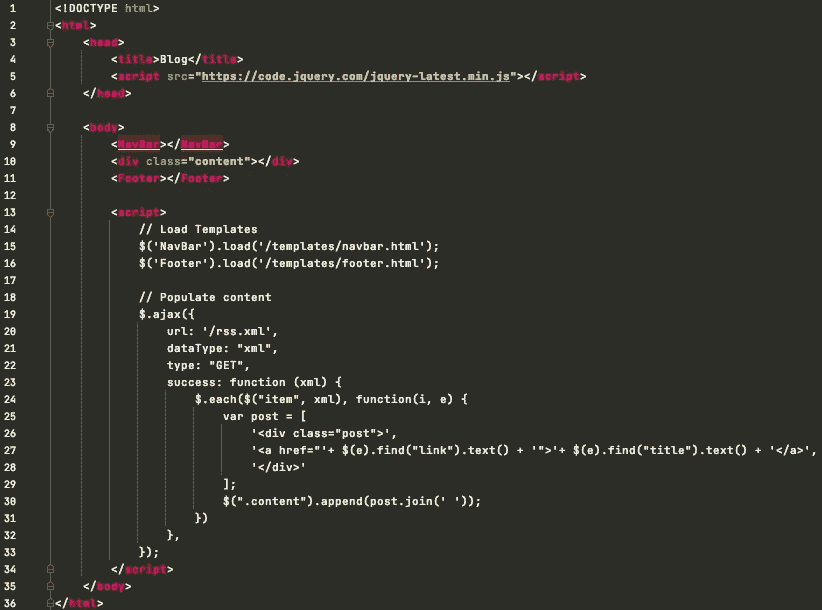 1 <!DOCTYPE html>
2 <html>
3     <head>
4         <title>Blog</title>
5         <script src="https://code.jquery.com/jquery-latest.min.js"></script>
6     </head>
7
8     <body>
9         <NavBar></NavBar>
10         <div class="content"></div>
11         <Footer></Footer>
12
13         <script>
14             // Load Templates
15             $('NavBar').load('/templates/navbar.html');
16             $('Footer').load('/templates/footer.html');
17
18             // Populate content
19             $.ajax({
20                 url: '/rss.xml',
21                 dataType: "xml",
22                 type: "GET",
23                 success: function (xml) {
24                     $.each($("item", xml), function(i, e) {
25                         var post = [
26                             '<div class="post">',
27                             '<a href="'+ $(e).find("link").text() + '">'+ $(e).find("title").text() + '</a>',
28                             '</div>'
29                         ];
30                         $(".content").append(post.join(' '));
31                     })
32                 },
33             });
34         </script>
35     </body>
36 </html>